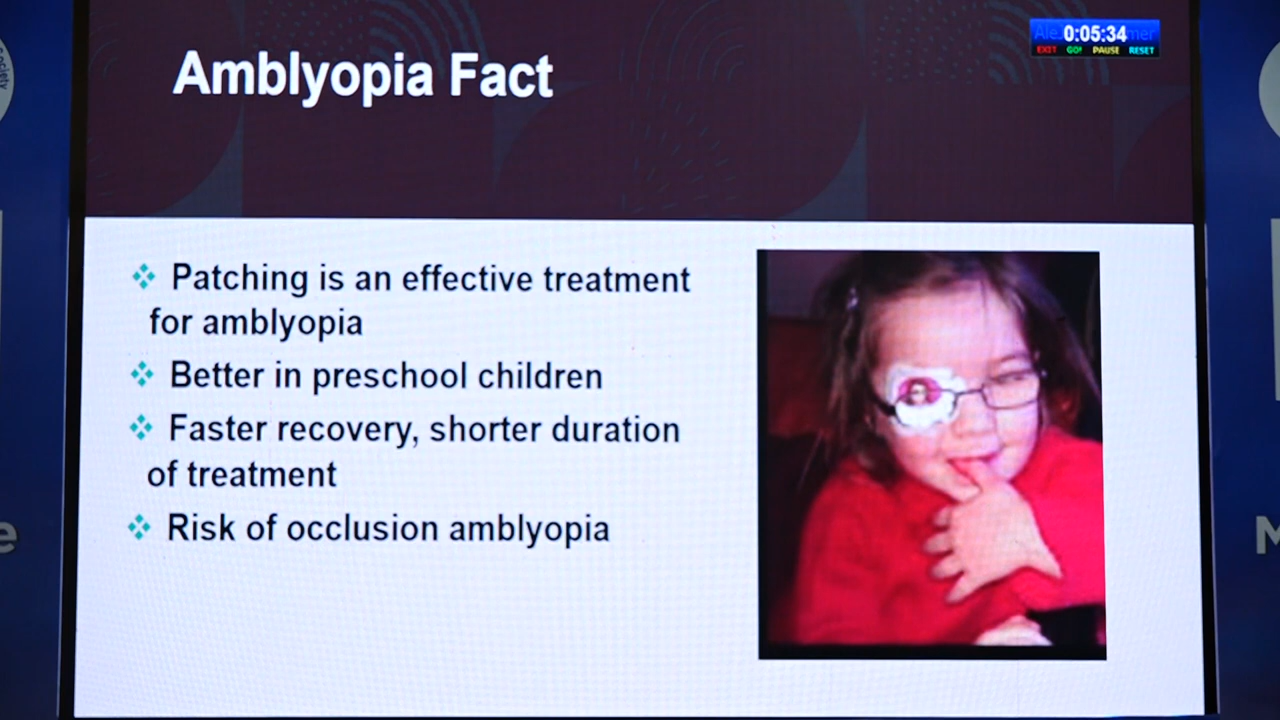 Amblyopia Fact
0:05:34
EXIT GO! PAUSE RESET
Patching is an effective treatment
for amblyopia
Better in preschool children
Faster recovery, shorter duration
of treatment
Risk of occlusion amblyopia
ociety
e
M